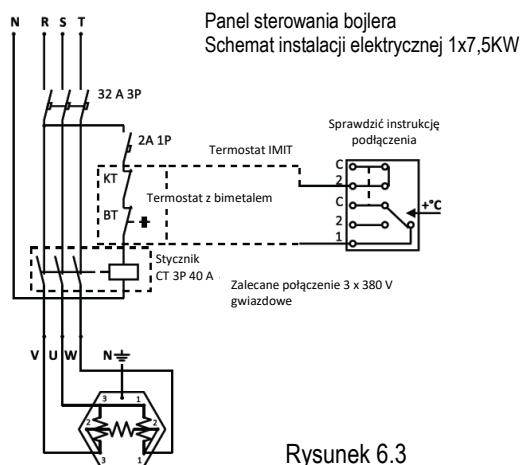 Panel sterowania bojlera
Schemat instalacji elektrycznej 1x7,5KW
N R S T
32 A 3P
2A 1P
Termostat IMIT
Sprawdzić instrukcję
podłączenia
KT
Termostat z bimetalem
BT
C
2
C
2
1
+°C
Stycznik
CT 3P 40 A
Zalecane połączenie 3 x 380 V
gwiazdowe
V U W N
3 1
2 2
3 1
Rysunek 6.3